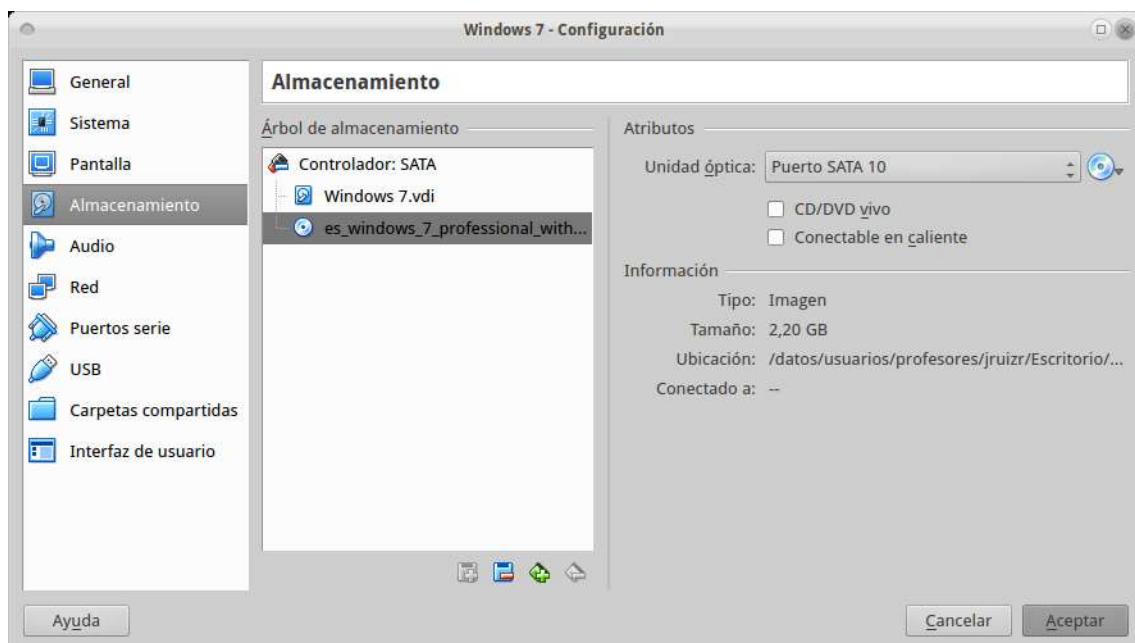 Windows 7 - Configuración
General
Sistema
Pantalla
Almacenamiento
Audio
Red
Puertos serie
USB
Carpetas compartidas
Interfaz de usuario
Almacenamiento
Árbol de almacenamiento
Controlador: SATA
Windows 7.vdi
es_windows_7_professional_with...
Atributos
Unidad óptica: Puerto SATA 10
CD/DVD vivo
Conectable en caliente
Información
Tipo: Imagen
Tamaño: 2,20 GB
Ubicación: /datos/usuarios/profesores/jruizr/Escritorio/...
Conectado a: --
Ayuda
Cancelar
Aceptar